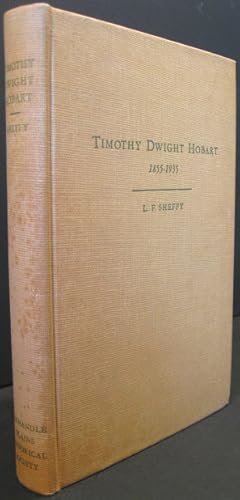 TIMOTHY
DWIGHT
HOBART
SHEFFY
PANHANDLE
PLAINS
HISTORICAL
SOCIETY
TIMOTHY DWIGHT HOBART
1855-1935
L. F. SHEFFY